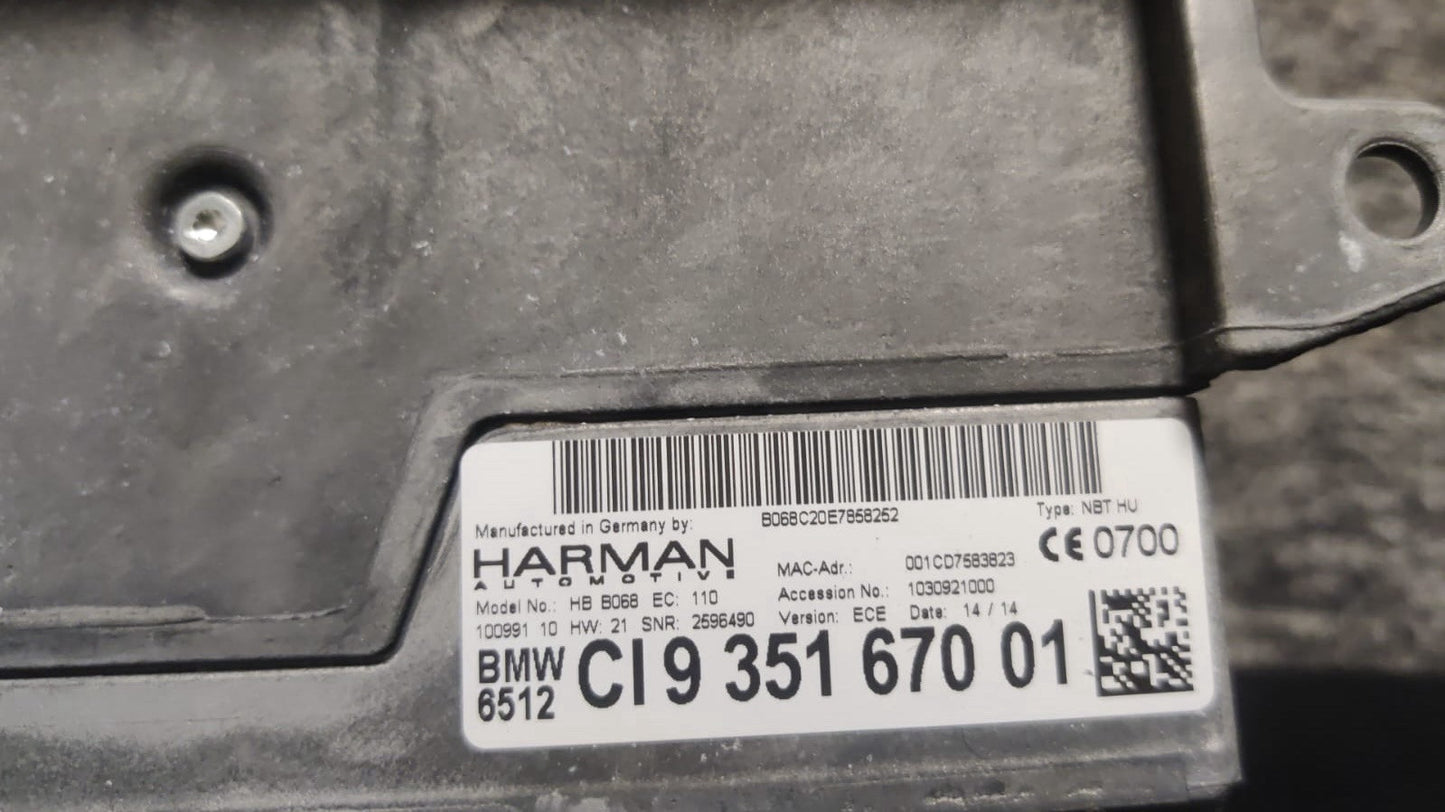 B068C20E7858252
Type: NBT HU
Manufactured in Germany by:
HARMAN
AUTOMOTIVE
CE 0700
MAC-Adr.: 001CD7583823
Model No.: HB B068 EC: 110
Accession No.: 1030921000
100991 10 HW: 21 SNR: 2596490
Version: ECE Date: 14 / 14
BMW
6512
CI 9 351 670 01